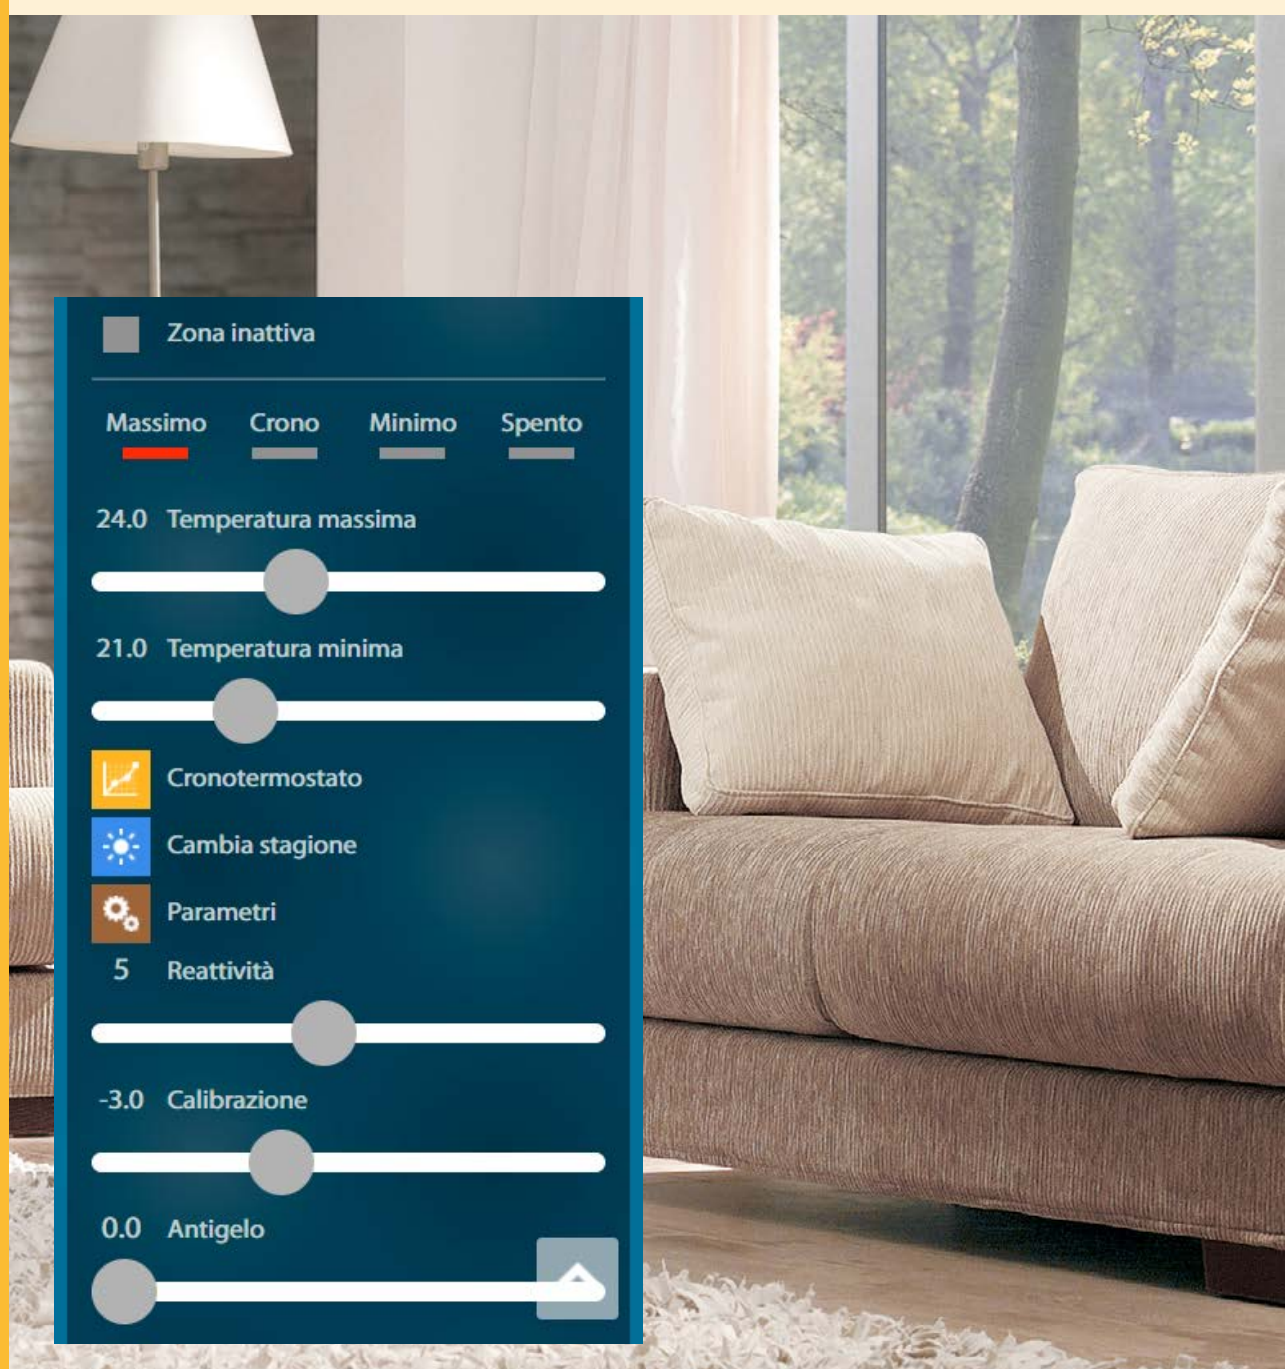 Zona inattiva
Massimo Crono Minimo Spento
24.0 Temperatura massima
21.0 Temperatura minima
Cronotermostato
Cambia stagione
Parametri
5 Reattività
-3.0 Calibrazione
0.0 Antigelo